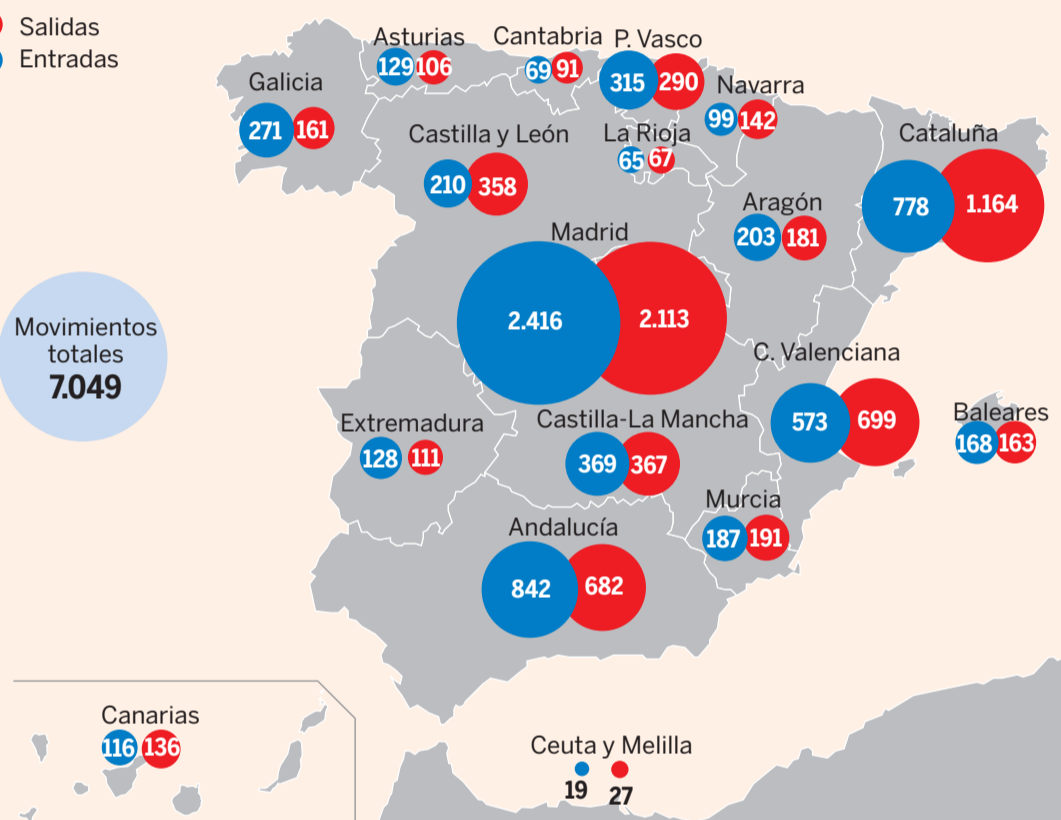 Salidas
Entradas
Asturias
129 106
Cantabria
69 91
P. Vasco
315 290
Galicia
271 161
Navarra
99 142
Castilla y León
210 358
La Rioja
65 67
Cataluña
778 1.164
Aragón
203 181
Madrid
2.416 2.113
Movimientos
totales
7.049
C. Valenciana
573 699
Extremadura
128 111
Castilla-La Mancha
369 367
Baleares
168 163
Murcia
187 191
Andalucía
842 682
Canarias
116 136
Ceuta y Melilla
19 27